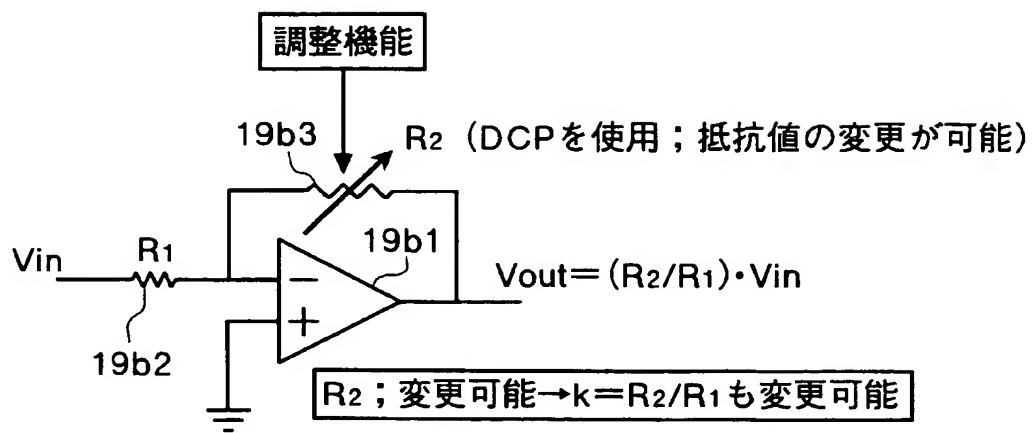 調整機能
19b3
R2 (DCPを使用；抵抗値の変更が可能)
19b1
Vin
R1
Vout=(R2/R1)・Vin
−
+
19b2
R2；変更可能→k=R2/R1も変更可能